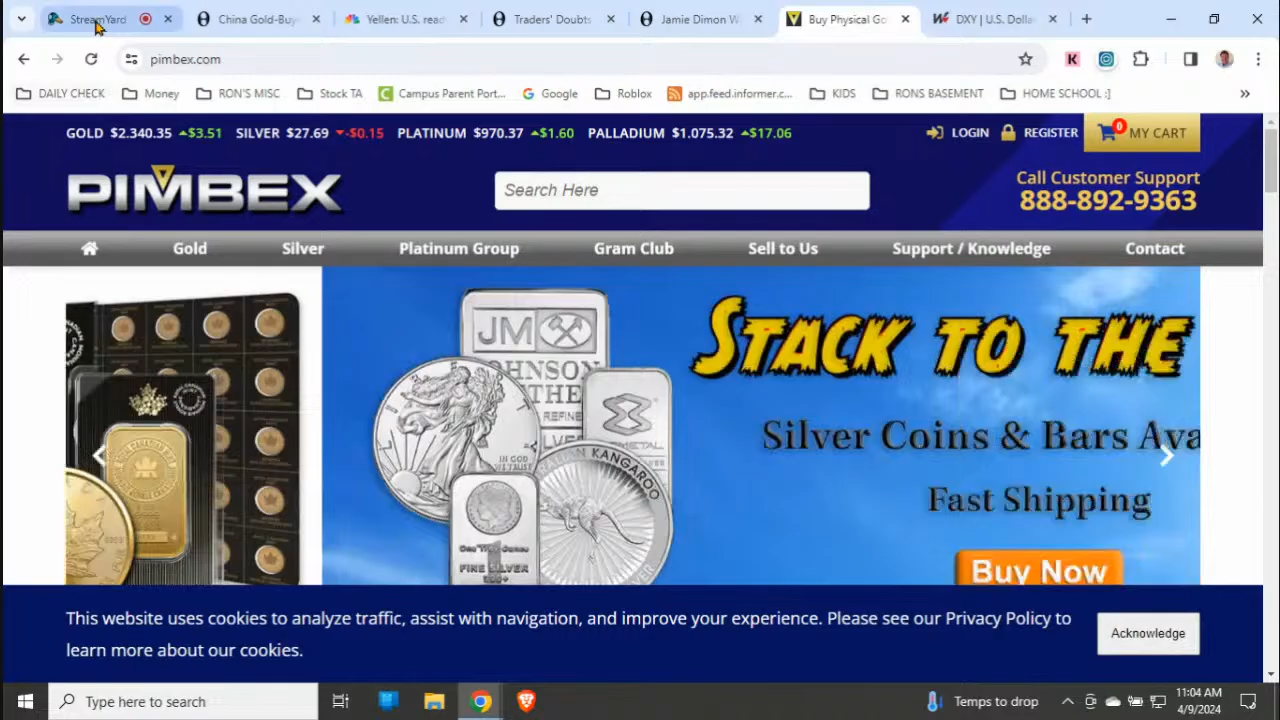 StreamYard
China Gold-Buy
Yellen: U.S. read
Traders' Doubts
Jamie Dimon W
Buy Physical Go
DXY | U.S. Dolla
pimbex.com
K
DAILY CHECK
Money
RON'S MISC
Stock TA
Campus Parent Port...
Google
Roblox
app.feed.informer.c...
KIDS
RONS BASEMENT
HOME SCHOOL :]
GOLD $2.340.35 +$3.51 SILVER $27.69 -$0.15 PLATINUM $970.37 +$1.60 PALLADIUM $1.075.32 +$17.06
LOGIN REGISTER 0 MY CART
PIMBEX
Search Here
Call Customer Support
888-892-9363
Gold Silver Platinum Group Gram Club Sell to Us Support / Knowledge Contact
JM
STACK TO THE
Silver Coins & Bars Ava
Fast Shipping
Buy Now
FINE SILVER
KANGAROO
This website uses cookies to analyze traffic, assist with navigation, and improve your experience. Please see our Privacy Policy to
learn more about our cookies.
Acknowledge
Type here to search
Temps to drop
11:04 AM
4/9/2024